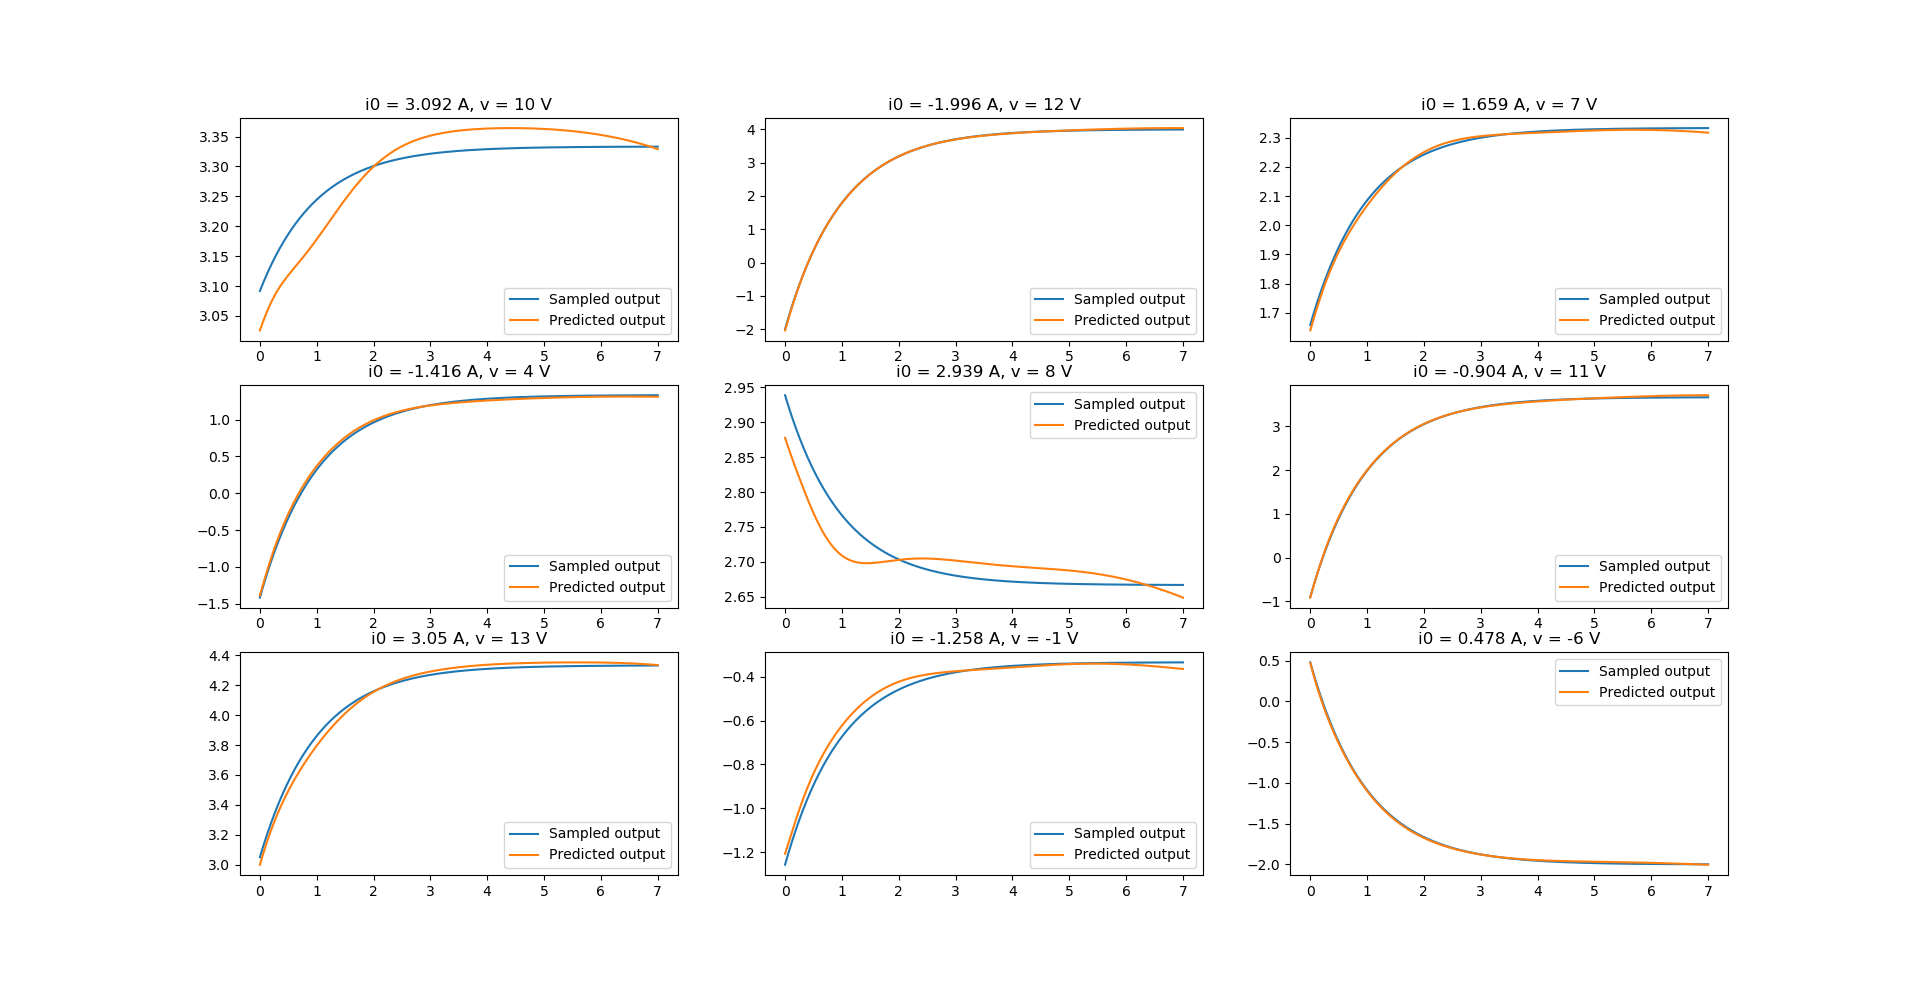 i0 = 3.092 A, v = 10 V
3.35
3.30
3.25
3.20
3.15
3.10
3.05
Sampled output
Predicted output
0 1 2 3 4 5 6 7
i0 = -1.996 A, v = 12 V
4
3
2
1
0
−1
−2
Sampled output
Predicted output
0 1 2 3 4 5 6 7
i0 = 1.659 A, v = 7 V
2.3
2.2
2.1
2.0
1.9
1.8
1.7
Sampled output
Predicted output
0 1 2 3 4 5 6 7
i0 = -1.416 A, v = 4 V
1.0
0.5
0.0
−0.5
−1.0
−1.5
Sampled output
Predicted output
0 1 2 3 4 5 6 7
i0 = 2.939 A, v = 8 V
2.95
2.90
2.85
2.80
2.75
2.70
2.65
Sampled output
Predicted output
0 1 2 3 4 5 6 7
i0 = -0.904 A, v = 11 V
3
2
1
0
−1
Sampled output
Predicted output
0 1 2 3 4 5 6 7
i0 = 3.05 A, v = 13 V
4.4
4.2
4.0
3.8
3.6
3.4
3.2
3.0
Sampled output
Predicted output
0 1 2 3 4 5 6 7
i0 = -1.258 A, v = -1 V
−0.4
−0.6
−0.8
−1.0
−1.2
Sampled output
Predicted output
0 1 2 3 4 5 6 7
i0 = 0.478 A, v = -6 V
0.5
0.0
−0.5
−1.0
−1.5
−2.0
Sampled output
Predicted output
0 1 2 3 4 5 6 7